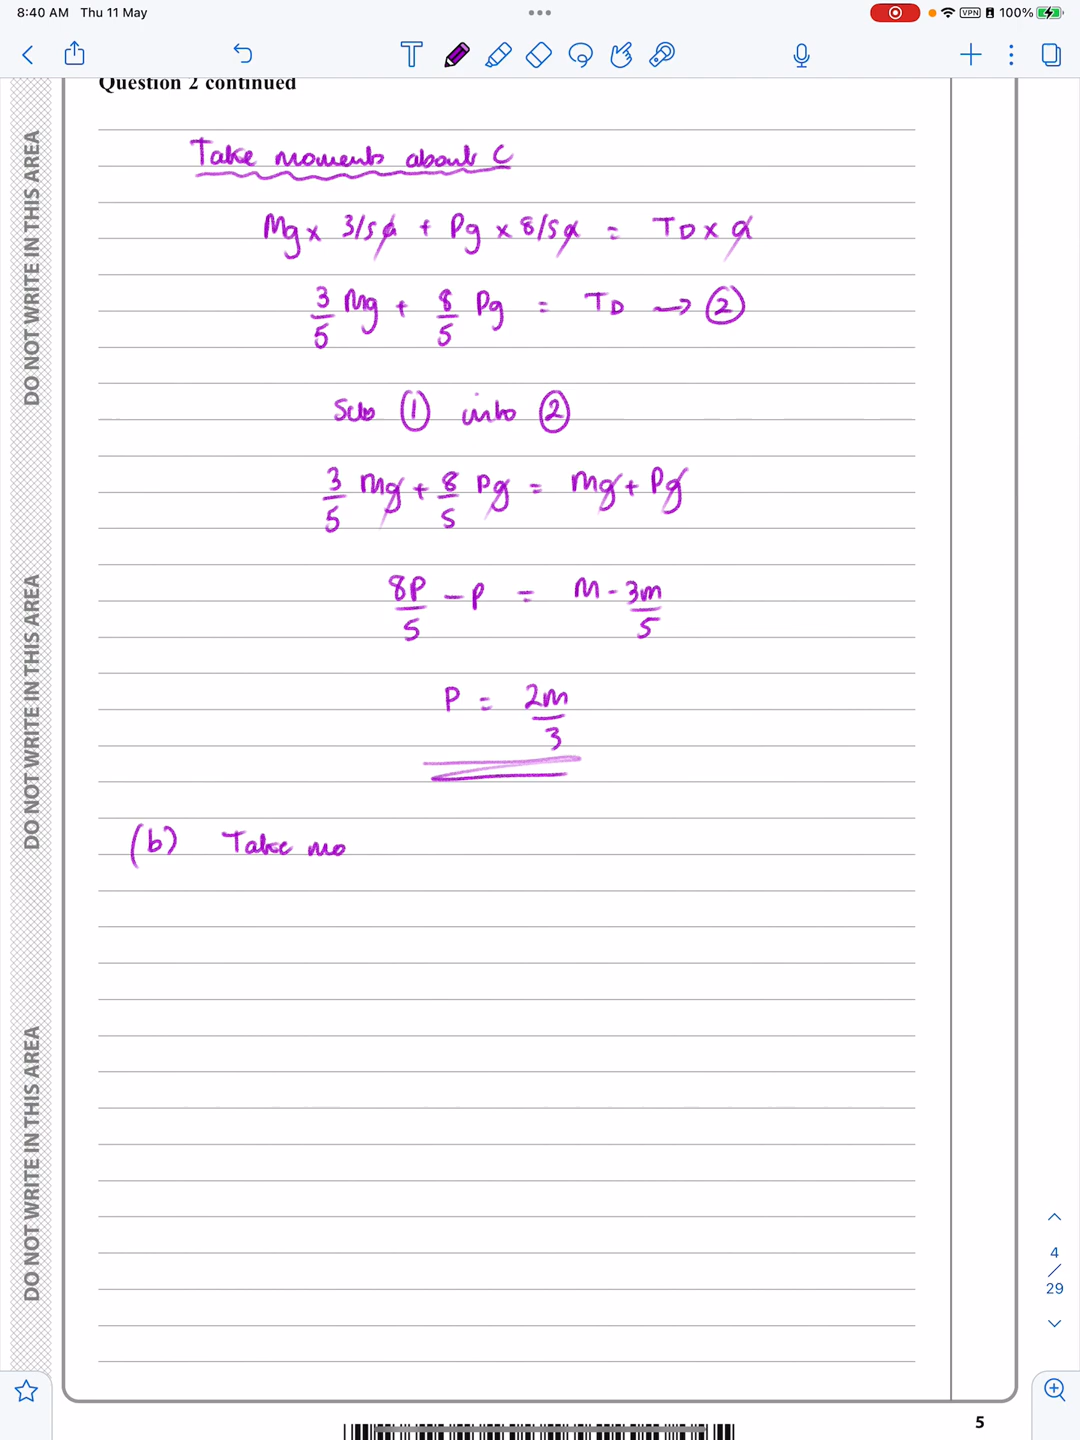 8:40 AM Thu 11 May
VPN 100%
Question 2 continued
Take moments about C
Mg × 3/5a + Pg × 8/5a = TD × a
3/5 Mg + 8/5 Pg = TD → ②
Sub ① into ②
3/5 Mg + 8/5 Pg = Mg + Pg
8P/5 - P = M - 3M/5
P = 2M/3
(b) Take mo
DO NOT WRITE IN THIS AREA
DO NOT WRITE IN THIS AREA
DO NOT WRITE IN THIS AREA
4
/
29
5